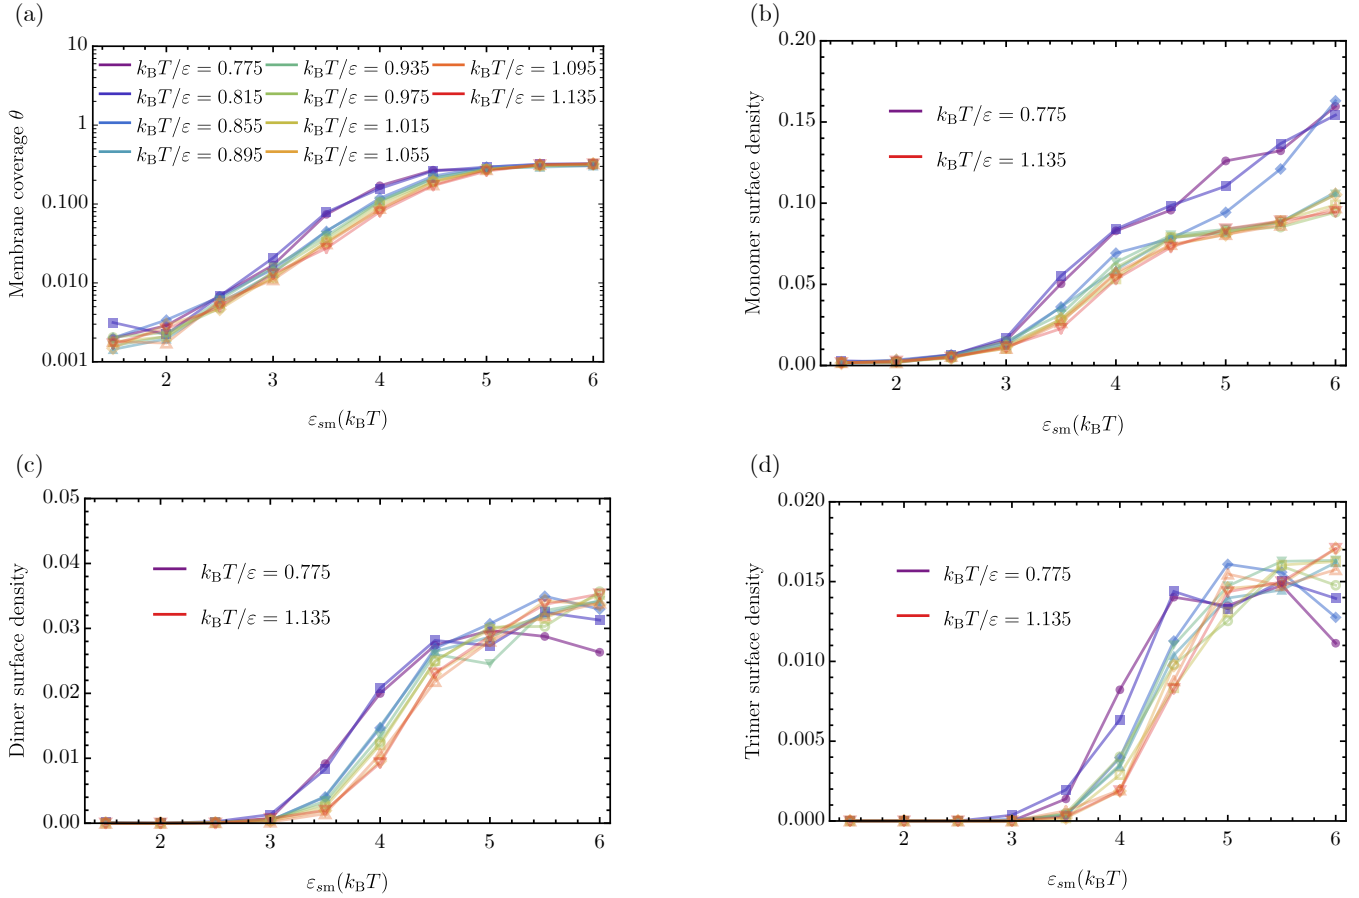 (a)
10
1
0.100
0.010
0.001
Membrane coverage θ
k_BT/ε = 0.775
k_BT/ε = 0.815
k_BT/ε = 0.855
k_BT/ε = 0.895
k_BT/ε = 0.935
k_BT/ε = 0.975
k_BT/ε = 1.015
k_BT/ε = 1.055
k_BT/ε = 1.095
k_BT/ε = 1.135
2 3 4 5 6
ε_sm(k_BT)
(b)
0.20
0.15
0.10
0.05
0.00
Monomer surface density
k_BT/ε = 0.775
k_BT/ε = 1.135
2 3 4 5 6
ε_sm(k_BT)
(c)
0.05
0.04
0.03
0.02
0.01
0.00
Dimer surface density
k_BT/ε = 0.775
k_BT/ε = 1.135
2 3 4 5 6
ε_sm(k_BT)
(d)
0.020
0.015
0.010
0.005
0.000
Trimer surface density
k_BT/ε = 0.775
k_BT/ε = 1.135
2 3 4 5 6
ε_sm(k_BT)